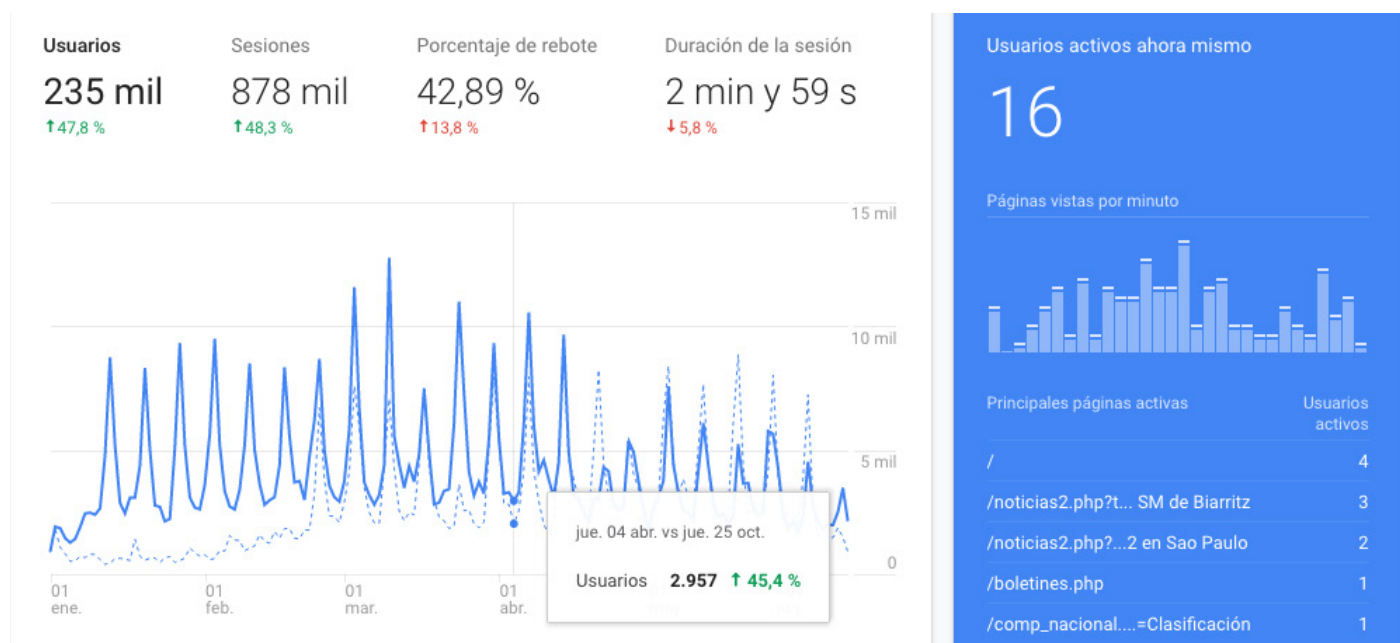 Usuarios
235 mil
↑47,8 %
Sesiones
878 mil
↑48,3 %
Porcentaje de rebote
42,89 %
↑13,8 %
Duración de la sesión
2 min y 59 s
↓5,8 %
15 mil
10 mil
5 mil
0
01
ene.
01
feb.
01
mar.
01
abr.
jue. 04 abr. vs jue. 25 oct.
Usuarios 2.957 ↑ 45,4 %
Usuarios activos ahora mismo
16
Páginas vistas por minuto
Principales páginas activas
Usuarios
activos
/ 4
/noticias2.php?t... SM de Biarritz 3
/noticias2.php?...2 en Sao Paulo 2
/boletines.php 1
/comp_nacional....=Clasificación 1